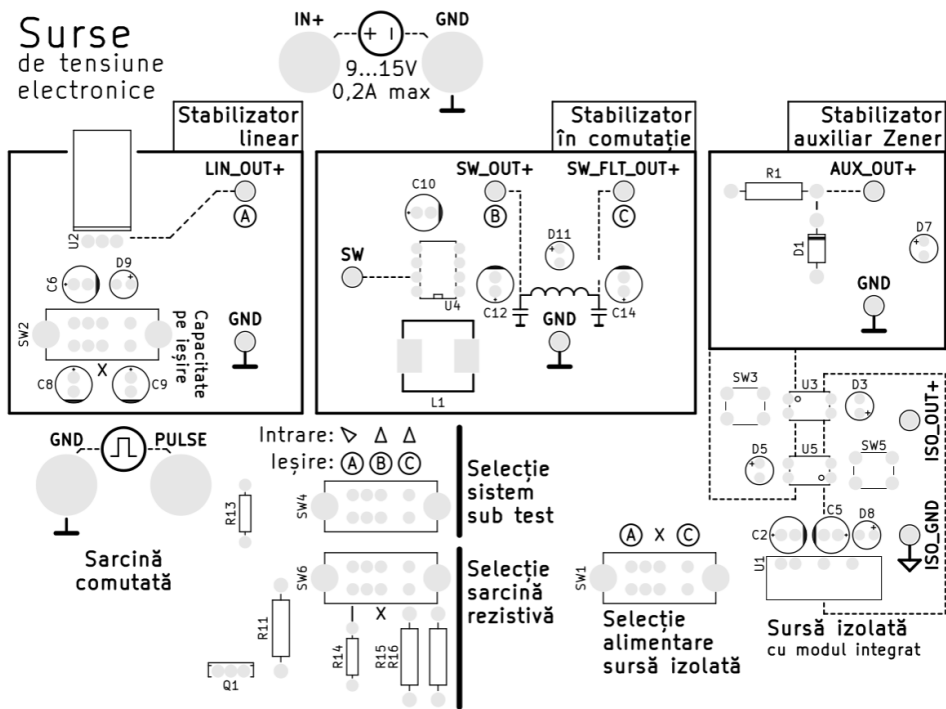 Surse
de tensiune
electronice
IN+
GND
9...15V
0,2A max
Stabilizator
linear
LIN_OUT+
A
U2
C6
D9
SW2
Capacitate
pe ieșire
X
C8
C9
GND
Stabilizator
în comutație
C10
SW_OUT+
B
SW_FLT_OUT+
C
D11
SW
U4
C12
C14
GND
L1
Stabilizator
auxiliar Zener
R1
AUX_OUT+
D1
D7
GND
SW3
U3
D3
ISO_OUT+
D5
U5
SW5
GND
PULSE
Sarcină
comutată
R13
Intrare:
Ieșire: A B C
SW4
Selecție
sistem
sub test
SW6
I X
Selecție
sarcină
rezistivă
R11
Q1
R14
R15
R16
A X C
SW1
Selecție
alimentare
sursă izolată
C2
C5
D8
ISO_GND
U1
Sursă izolată
cu modul integrat